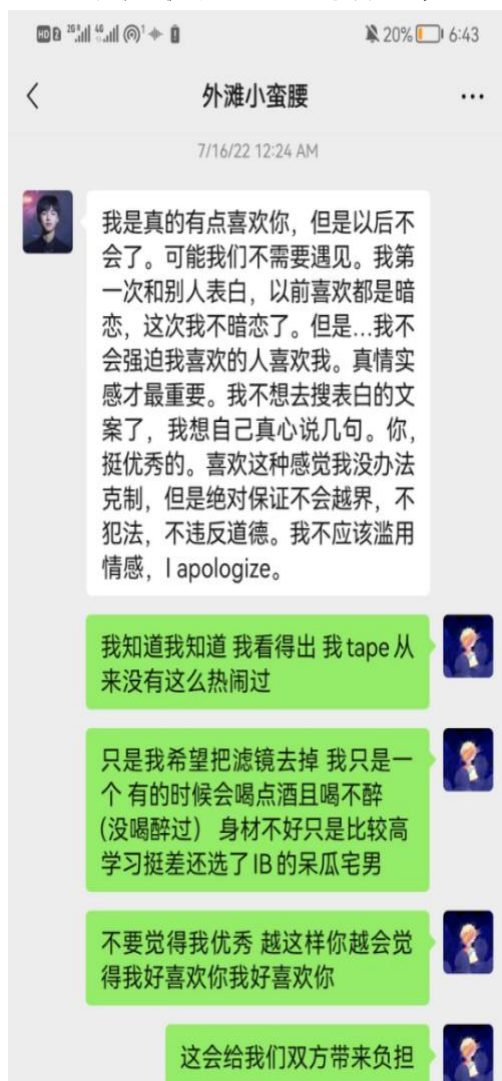 HD 2 26 46 1 20% 6:43
外滩小蛮腰
7/16/22 12:24 AM
我是真的有点喜欢你，但是以后不
会了。可能我们不需要遇见。我第
一次和别人表白，以前喜欢都是暗
恋，这次我不暗恋了。但是...我不
会强迫我喜欢的人喜欢我。真情实
感才最重要。我不想去搜表白的文
案了，我想自己真心说几句。你，
挺优秀的。喜欢这种感觉我没办法
克制，但是绝对保证不会越界，不
犯法，不违反道德。我不应该滥用
情感，I apologize。
我知道我知道 我看得出 我 tape 从
来没有这么热闹过
只是我希望把滤镜去掉 我只是一
个 有的时候会喝点酒且喝不醉
(没喝醉过） 身材不好只是比较高
学习挺差还选了 IB 的呆瓜宅男
不要觉得我优秀 越这样你越会觉
得我好喜欢你我好喜欢你
这会给我们双方带来负担